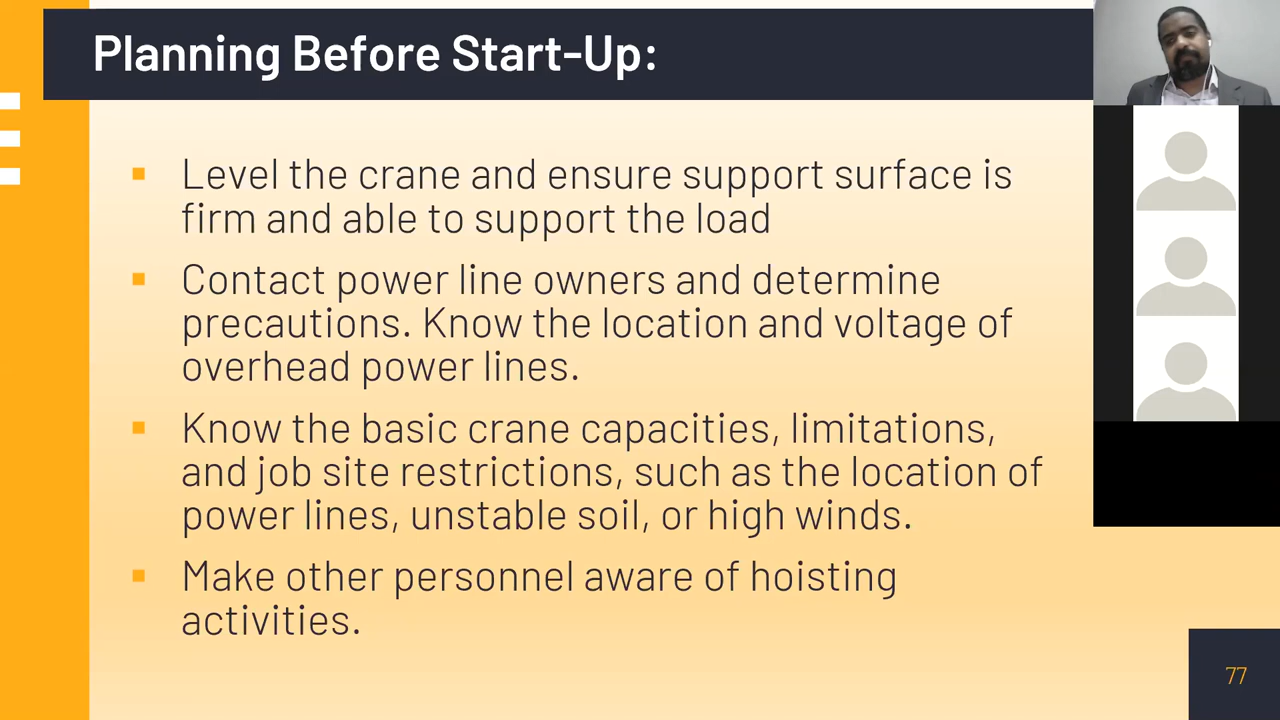 Planning Before Start-Up:
▪ Level the crane and ensure support surface is
firm and able to support the load
▪ Contact power line owners and determine
precautions. Know the location and voltage of
overhead power lines.
▪ Know the basic crane capacities, limitations,
and job site restrictions, such as the location of
power lines, unstable soil, or high winds.
▪ Make other personnel aware of hoisting
activities.
77